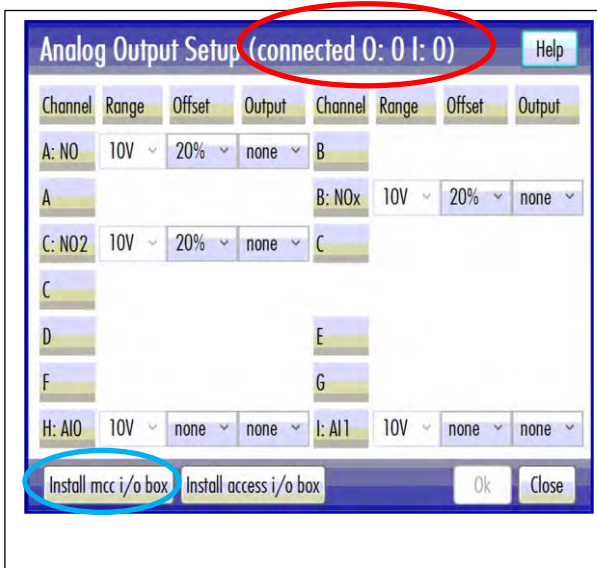 Analog Output Setup (connected O: 0 I: 0) Help
Channel Range Offset Output Channel Range Offset Output
A: NO 10V 20% none B
A B: NOx 10V 20% none
C: NO2 10V 20% none C
C
D E
F G
H: AI0 10V none none I: AI1 10V none none
Install mcc i/o box Install access i/o box Ok Close